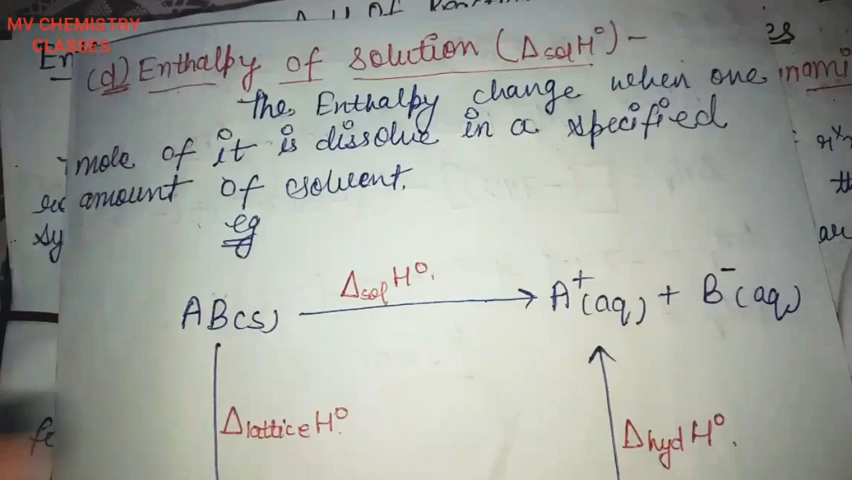 MV CHEMISTRY
CLASSES
(d) Enthalpy of solution (ΔsolH°) -
The Enthalpy change when one
mole of it is dissolve in a specified
amount of solvent.
eg
AB(s) ΔsolH°. → A⁺(aq) + B⁻(aq)
ΔlatticeH°. ΔhydH°.